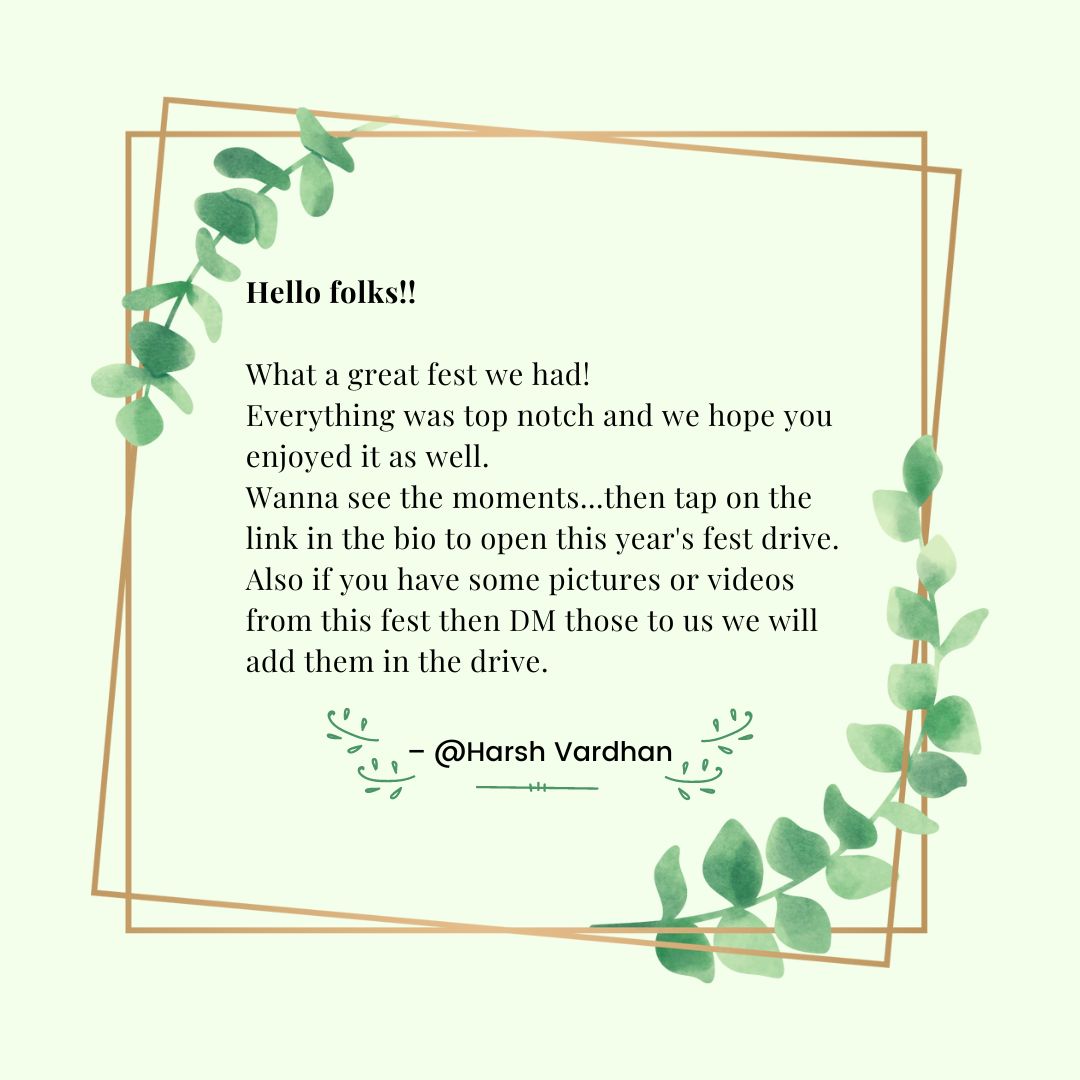 Hello folks!!
What a great fest we had!
Everything was top notch and we hope you
enjoyed it as well.
Wanna see the moments...then tap on the
link in the bio to open this year's fest drive.
Also if you have some pictures or videos
from this fest then DM those to us we will
add them in the drive.
– @Harsh Vardhan